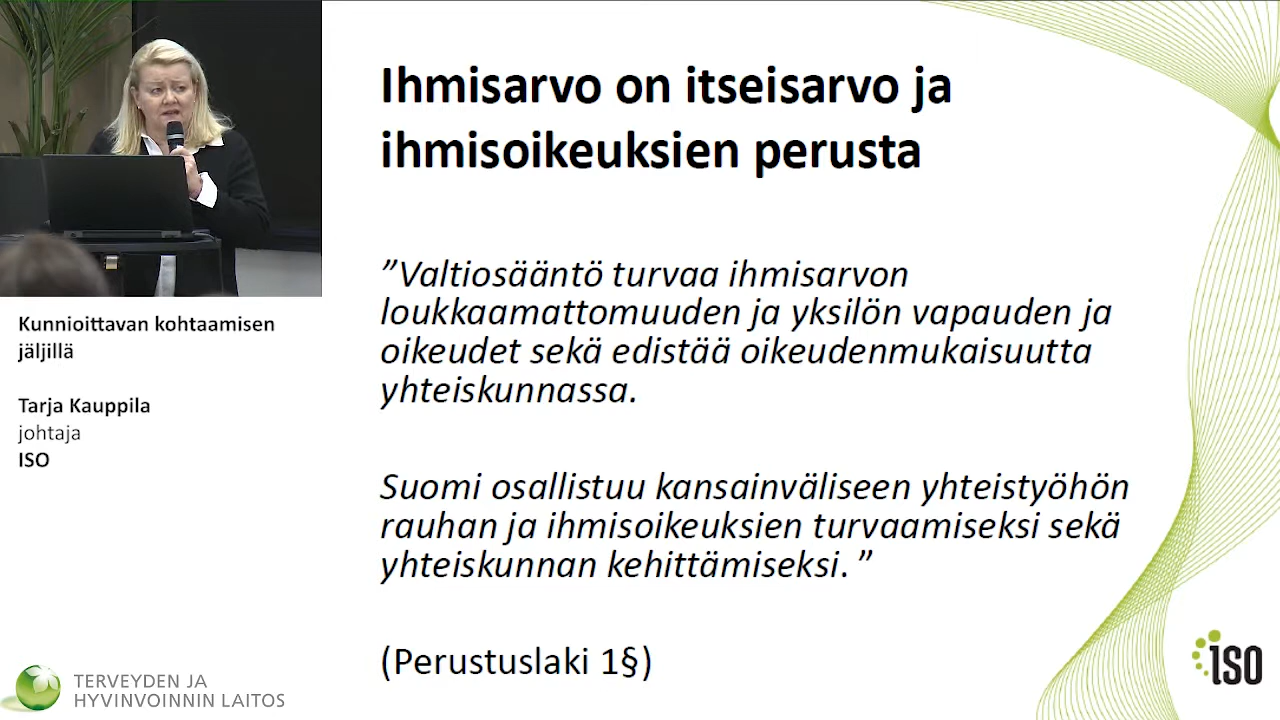 Ihmisarvo on itseisarvo ja
ihmisoikeuksien perusta
”Valtiosääntö turvaa ihmisarvon
loukkaamattomuuden ja yksilön vapauden ja
oikeudet sekä edistää oikeudenmukaisuutta
yhteiskunnassa.
Suomi osallistuu kansainväliseen yhteistyöhön
rauhan ja ihmisoikeuksien turvaamiseksi sekä
yhteiskunnan kehittämiseksi.”
(Perustuslaki 1§)
Kunnioittavan kohtaamisen
jäljillä
Tarja Kauppila
johtaja
ISO
TERVEYDEN JA
HYVINVOINNIN LAITOS
iso